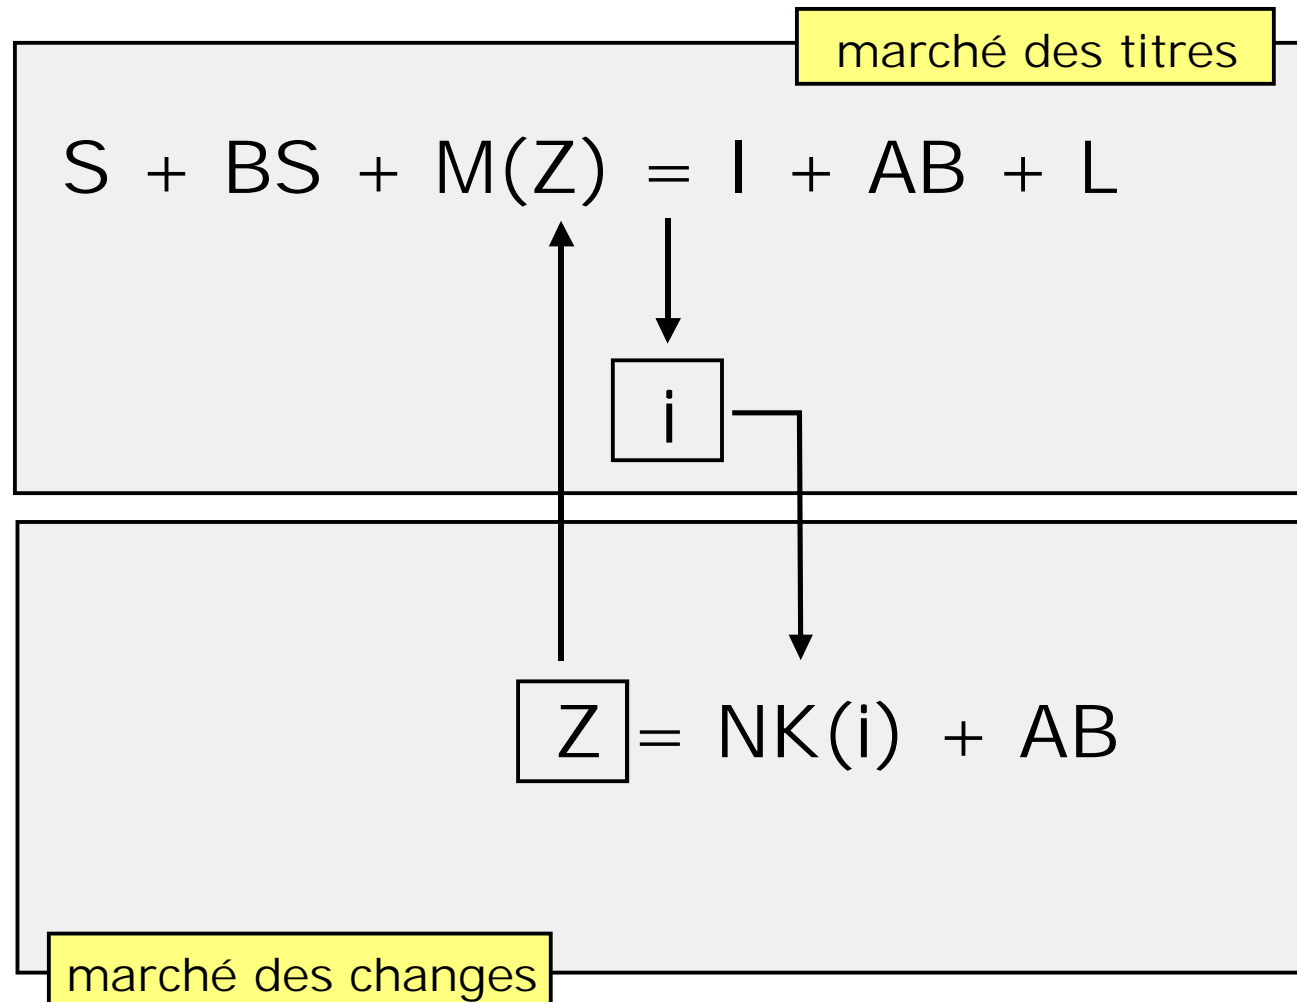 marché des titres
S + BS + M(Z) = I + AB + L
i
Z = NK(i) + AB
marché des changes